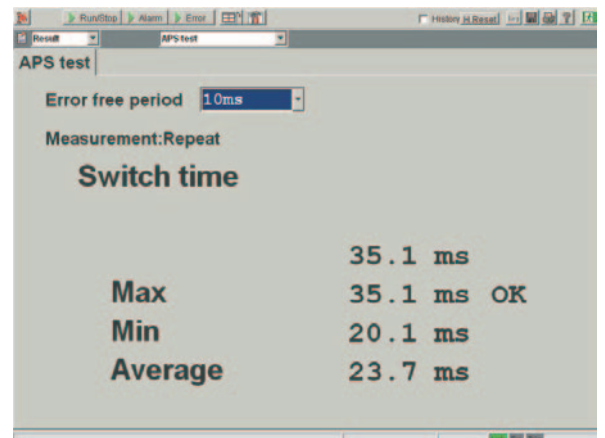 Run/Stop Alarm Error History H.Reset
Result APS test
APS test
Error free period 10ms
Measurement:Repeat
Switch time
35.1 ms
Max 35.1 ms OK
Min 20.1 ms
Average 23.7 ms